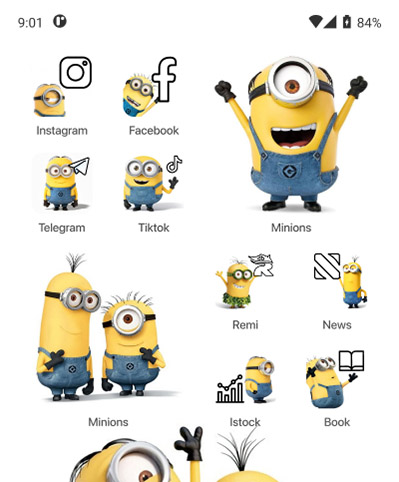 9:01 84%
Instagram Facebook
Telegram Tiktok Minions
Remi News
Minions Istock Book